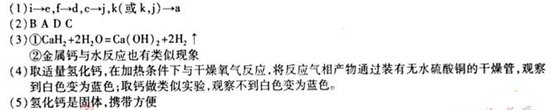 (1)i→e,f→d,c→j,k(或k,j)→a
(2)B A D C
(3)①CaH₂+2H₂O=Ca(OH)₂+2H₂↑
②金属钙与水反应也有类似现象
(4)取适量氢化钙,在加热条件下与干燥氧气反应,将反应气相产物通过装有无水硫酸铜的干燥管,观察
到白色变为蓝色;取钙做类似实验,观察不到白色变为蓝色。
(5)氢化钙是固体,携带方便